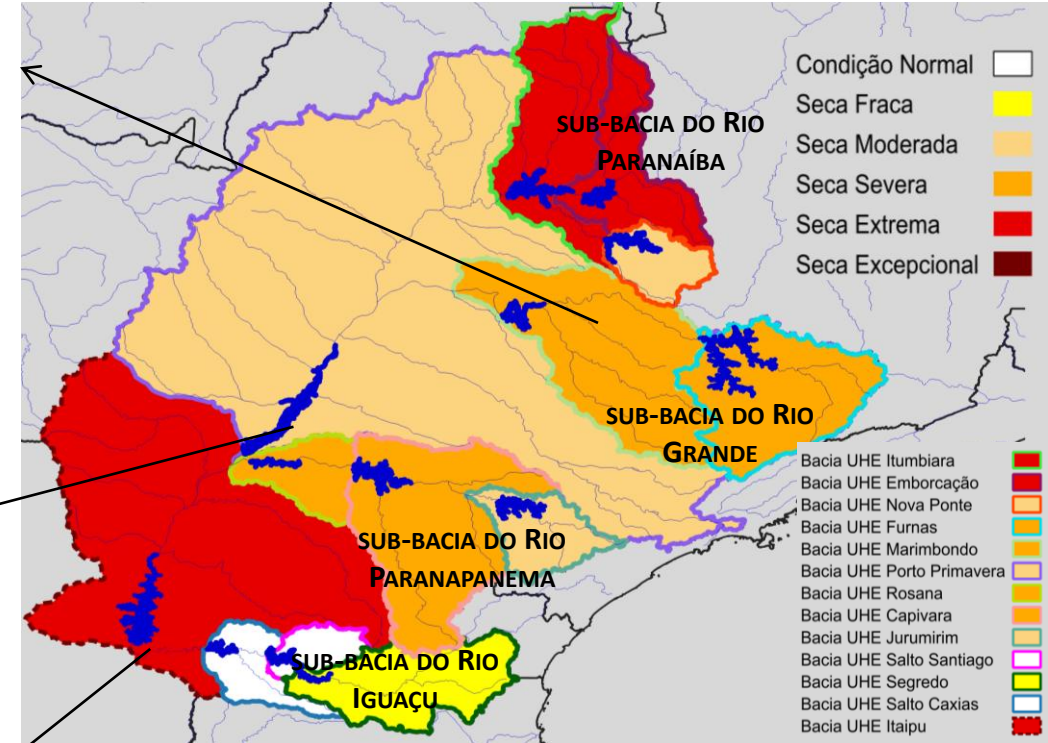 Condição Normal
Seca Fraca
Seca Moderada
Seca Severa
Seca Extrema
Seca Excepcional
SUB-BACIA DO RIO
PARANAÍBA
SUB-BACIA DO RIO
GRANDE
SUB-BACIA DO RIO
PARANAPANEMA
SUB-BACIA DO RIO
IGUAÇU
Bacia UHE Itumbiara
Bacia UHE Emborcação
Bacia UHE Nova Ponte
Bacia UHE Furnas
Bacia UHE Marimbondo
Bacia UHE Porto Primavera
Bacia UHE Rosana
Bacia UHE Capivara
Bacia UHE Jurumirim
Bacia UHE Salto Santiago
Bacia UHE Segredo
Bacia UHE Salto Caxias
Bacia UHE Itaipu